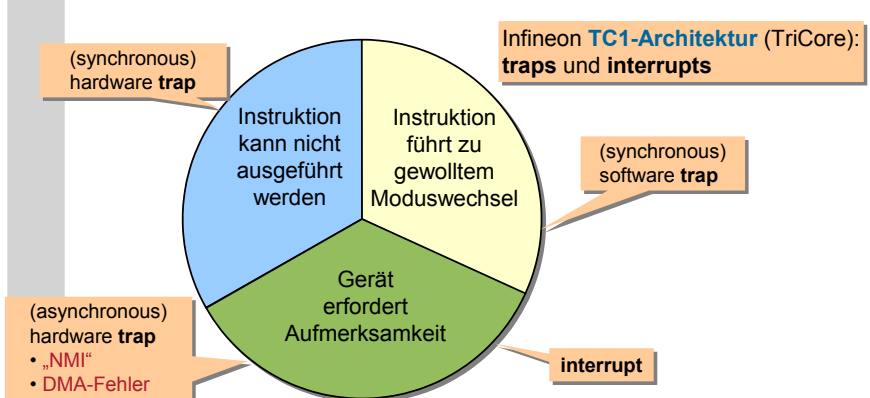 (synchronous)
hardware trap
Infineon TC1-Architektur (TriCore):
traps und interrupts
Instruktion
kann nicht
ausgeführt
werden
Instruktion
führt zu
gewolltem
Moduswechsel
(synchronous)
software trap
Gerät
erfordert
Aufmerksamkeit
(asynchronous)
hardware trap
• „NMI“
• DMA-Fehler
interrupt